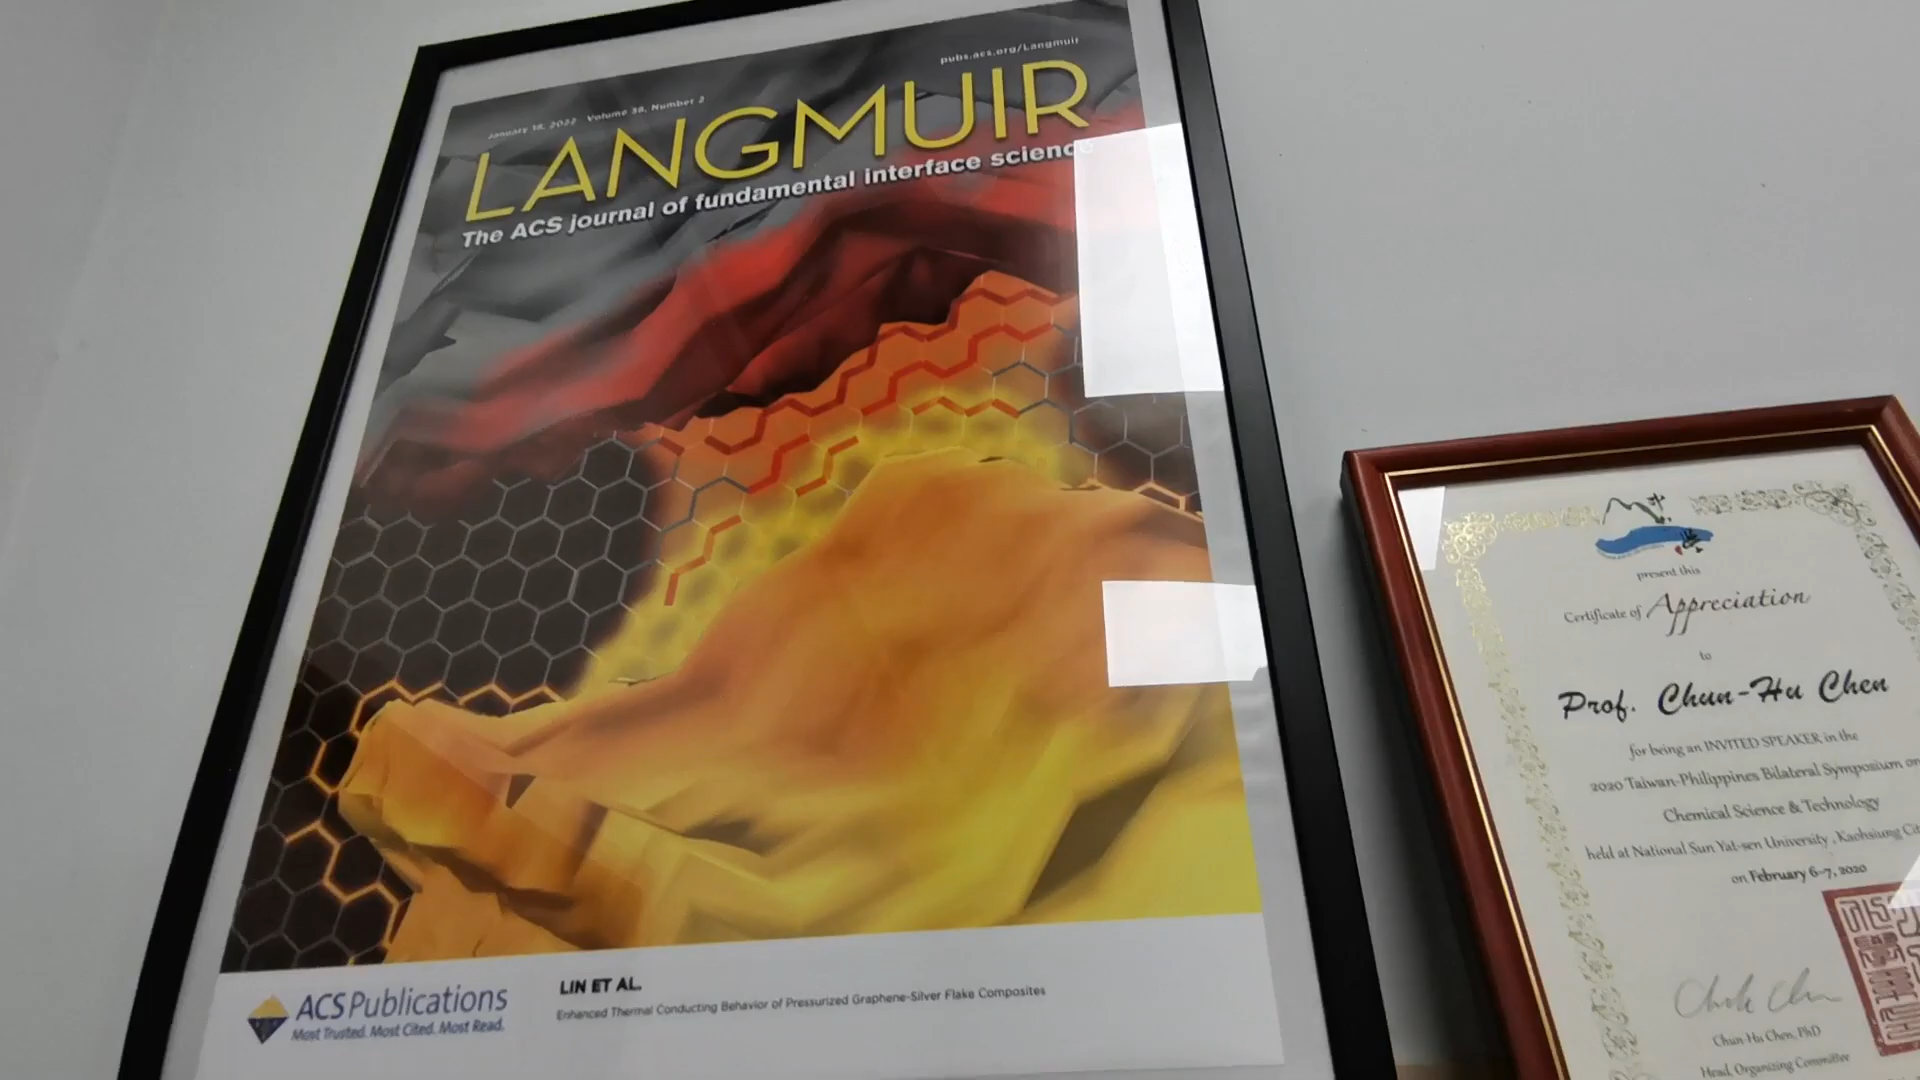 pubs.acs.org/Langmuir
January 18, 2022 Volume 38, Number 2
LANGMUIR
The ACS journal of fundamental interface scienc
ACS Publications
Most Trusted. Most Cited. Most Read.
LIN ET AL.
Enhanced Thermal Conducting Behavior of Pressurized Graphene-Silver Flake Composites
present this
Certificate of Appreciation
to
Prof. Chun-Hu Chen
for being an INVITED SPEAKER in the
2020 Taiwan-Philippines Bilateral Symposium on
Chemical Science & Technology
held at National Sun Yat-sen University, Kaohsiung Cit
on February 6-7, 2020
Chun-Hu Chen, PhD
Head, Organizing Committee